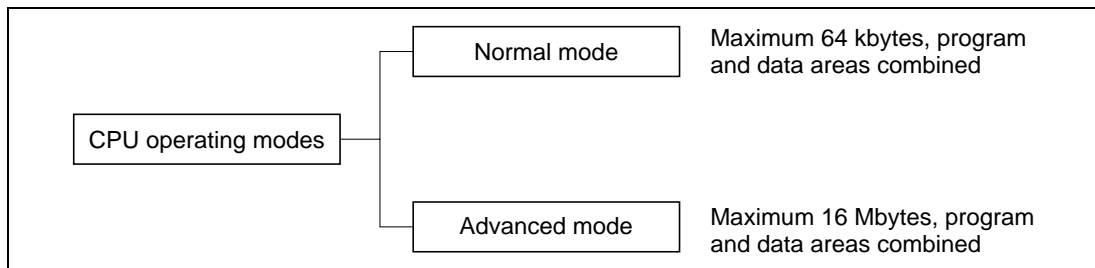 Normal mode
Maximum 64 kbytes, program
and data areas combined
CPU operating modes
Advanced mode
Maximum 16 Mbytes, program
and data areas combined